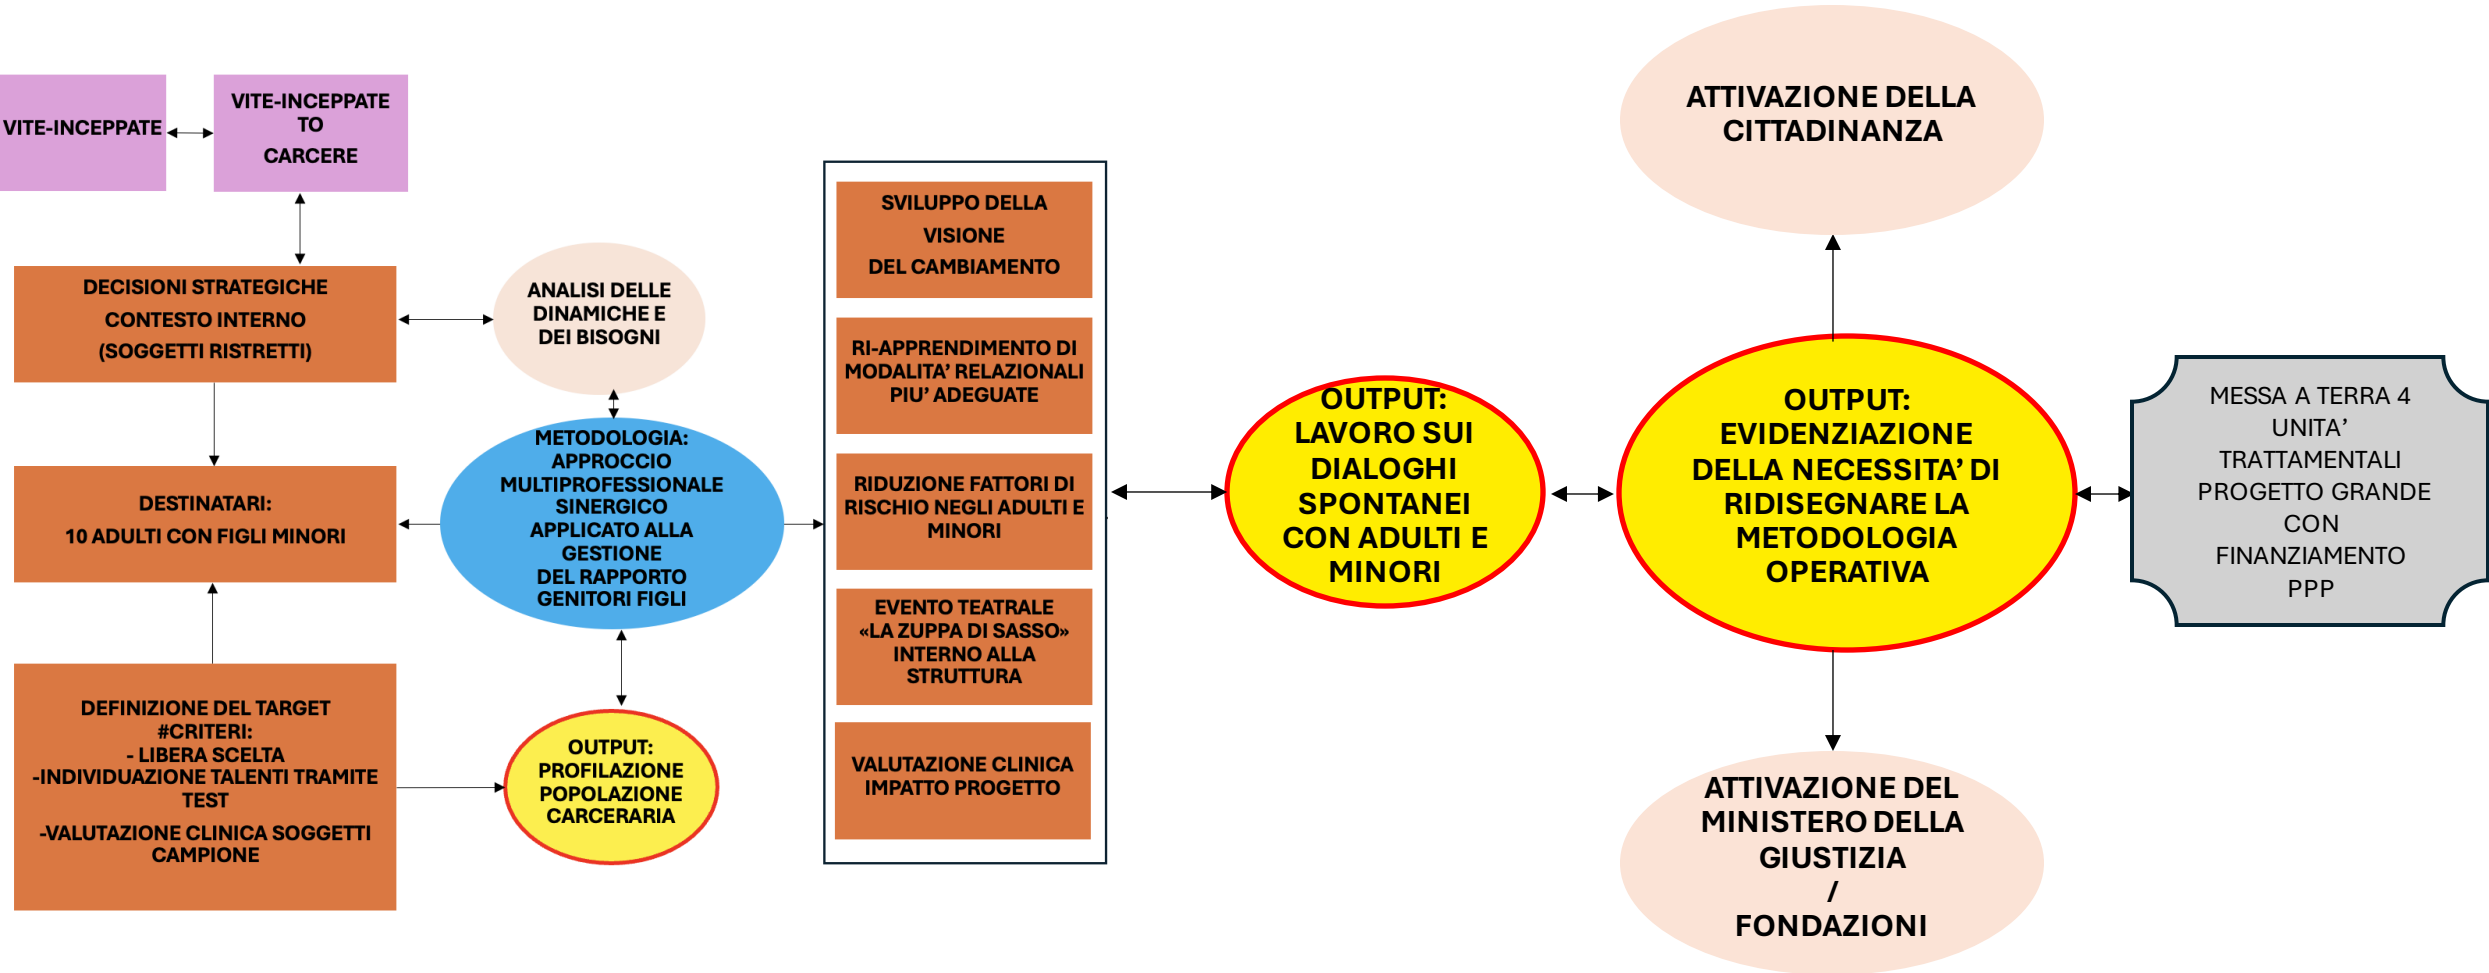 VITE-INCEPPATE
VITE-INCEPPATE
TO
CARCERE
DECISIONI STRATEGICHE
CONTESTO INTERNO
(SOGGETTI RISTRETTI)
ANALISI DELLE
DINAMICHE E
DEI BISOGNI
DESTINATARI:
10 ADULTI CON FIGLI MINORI
METODOLOGIA:
APPROCCIO
MULTIPROFESSIONALE
SINERGICO
APPLICATO ALLA
GESTIONE
DEL RAPPORTO
GENITORI FIGLI
DEFINIZIONE DEL TARGET
#CRITERI:
- LIBERA SCELTA
-INDIVIDUAZIONE TALENTI TRAMITE
TEST
-VALUTAZIONE CLINICA SOGGETTI
CAMPIONE
OUTPUT:
PROFILAZIONE
POPOLAZIONE
CARCERARIA
SVILUPPO DELLA
VISIONE
DEL CAMBIAMENTO
RI-APPRENDIMENTO DI
MODALITA’ RELAZIONALI
PIU’ ADEGUATE
RIDUZIONE FATTORI DI
RISCHIO NEGLI ADULTI E
MINORI
EVENTO TEATRALE
«LA ZUPPA DI SASSO»
INTERNO ALLA
STRUTTURA
VALUTAZIONE CLINICA
IMPATTO PROGETTO
OUTPUT:
LAVORO SUI
DIALOGHI
SPONTANEI
CON ADULTI E
MINORI
ATTIVAZIONE DELLA
CITTADINANZA
OUTPUT:
EVIDENZIAZIONE
DELLA NECESSITA’ DI
RIDISEGNARE LA
METODOLOGIA
OPERATIVA
ATTIVAZIONE DEL
MINISTERO DELLA
GIUSTIZIA
/
FONDAZIONI
MESSA A TERRA 4
UNITA’
TRATTAMENTALI
PROGETTO GRANDE
CON
FINANZIAMENTO
PPP